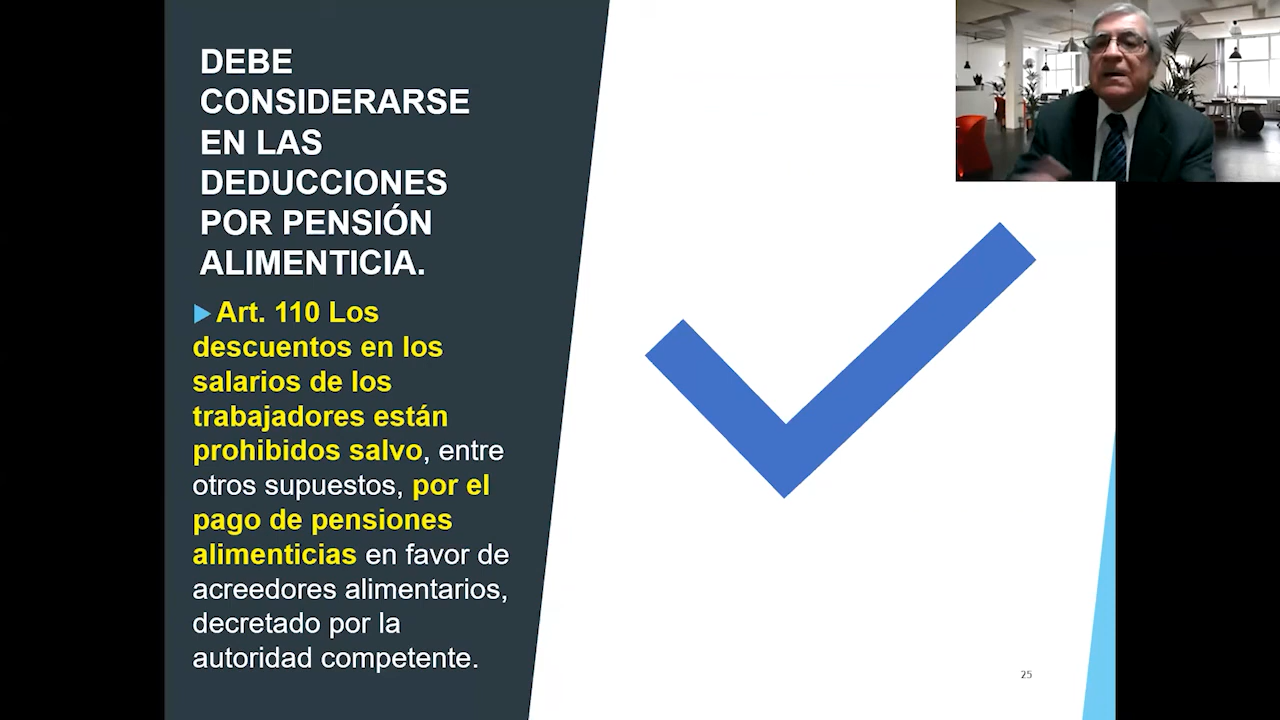 DEBE
CONSIDERARSE
EN LAS
DEDUCCIONES
POR PENSIÓN
ALIMENTICIA.
Art. 110 Los
descuentos en los
salarios de los
trabajadores están
prohibidos salvo, entre
otros supuestos, por el
pago de pensiones
alimenticias en favor de
acreedores alimentarios,
decretado por la
autoridad competente.
25